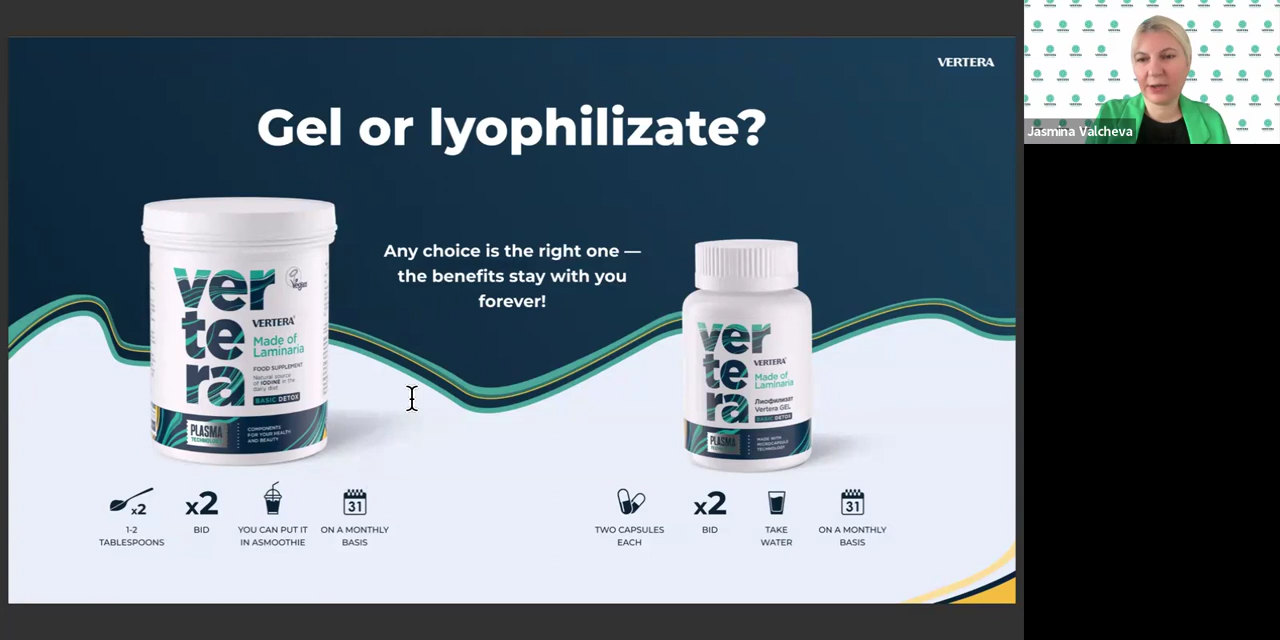 VERTERA
Gel or lyophilizate?
Any choice is the right one —
the benefits stay with you
forever!
ver
te
ra
vegan
VERTERA
Made of
Laminaria
FOOD SUPPLEMENT
Natural source
of IODINE in the
daily diet
BASIC DETOX
PLASMA
TECHNOLOGY
COMPONENTS
FOR YOUR HEALTH
AND BEAUTY
ver
te
ra
VERTERA
Made of
Laminaria
Лиофилизат
Vertera GEL
BASIC DETOX
PLASMA
TECHNOLOGY
MADE WITH
MICROCAPSULE
TECHNOLOGY
x2
1-2
TABLESPOONS
x2
BID
YOU CAN PUT IT
IN ASMOOTHIE
31
ON A MONTHLY
BASIS
TWO CAPSULES
EACH
x2
BID
TAKE
WATER
31
ON A MONTHLY
BASIS
Jasmina Valcheva